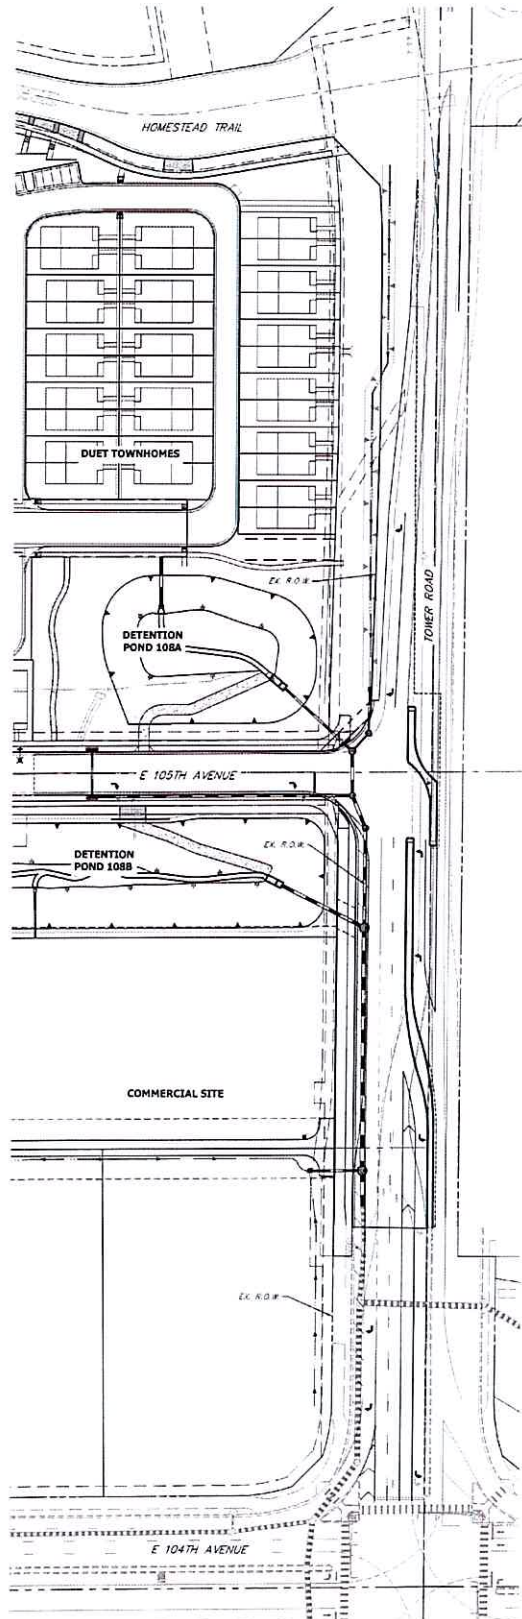 HOMESTEAD TRAIL
DUET TOWNHOMES
EX. R.O.W.
TOWER ROAD
DETENTION
POND 108A
E 105TH AVENUE
EX. R.O.W.
DETENTION
POND 108B
COMMERCIAL SITE
EX. R.O.W.
E 104TH AVENUE